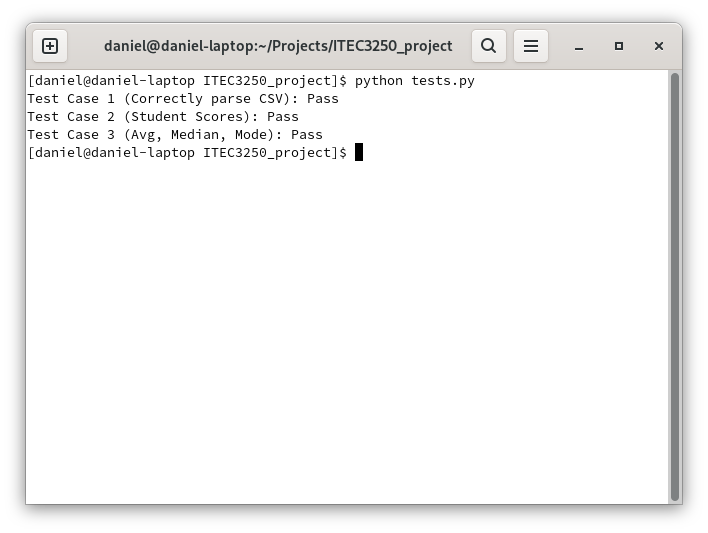 daniel@daniel-laptop:~/Projects/ITEC3250_project
[daniel@daniel-laptop ITEC3250_project]$ python tests.py
Test Case 1 (Correctly parse CSV): Pass
Test Case 2 (Student Scores): Pass
Test Case 3 (Avg, Median, Mode): Pass
[daniel@daniel-laptop ITEC3250_project]$